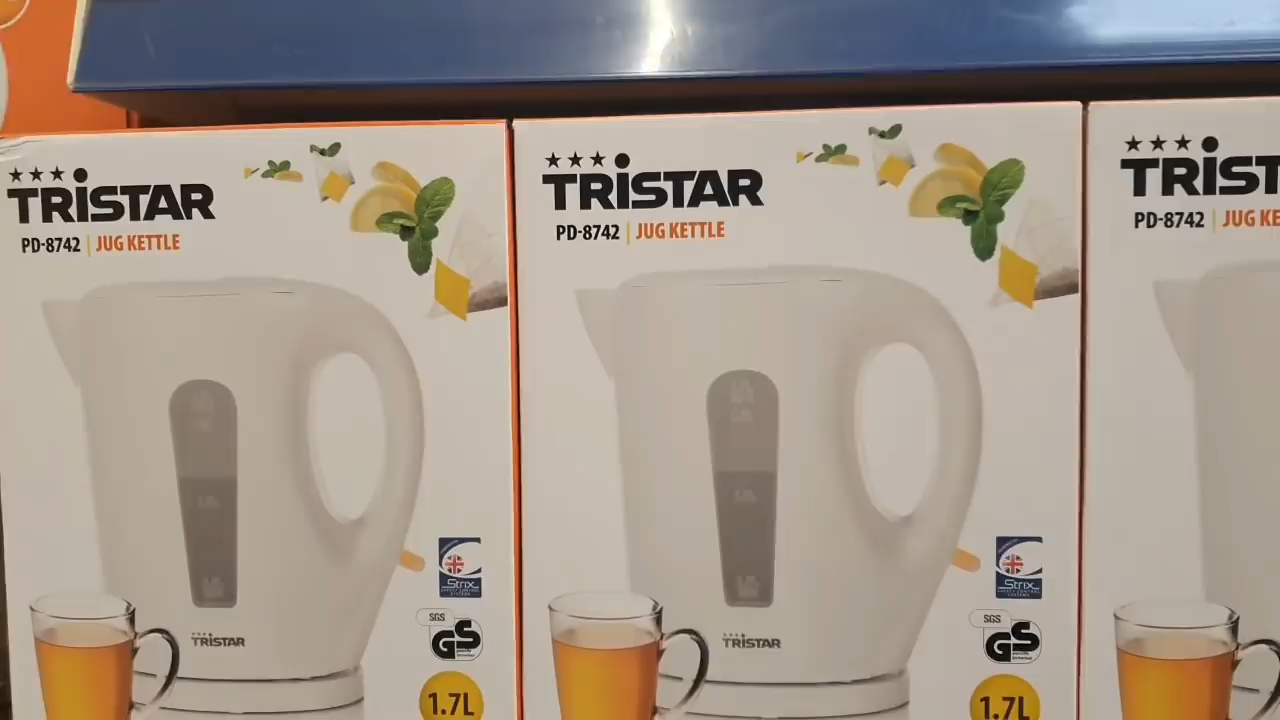 TRISTAR
PD-8742 | JUG KETTLE
Strix
SGS
GS
1.7L
TRISTAR
TRISTAR
PD-8742 | JUG KETTLE
Strix
SGS
GS
1.7L
TRISTAR
TRIST
PD-8742 | JUG KE